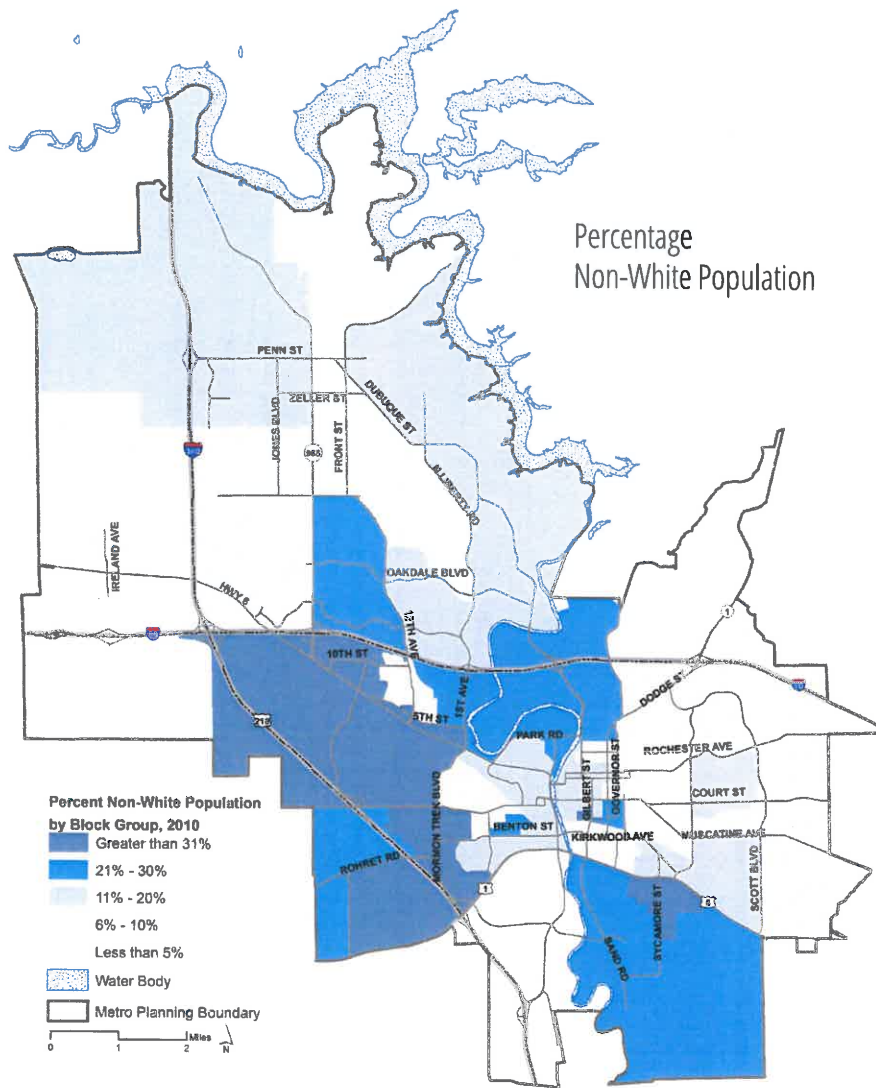 Percentage
Non-White Population
PENN ST
ZELLER ST
JONES BLVD
965
FRONT ST
DUBUQUE ST
N LIBERTY RD
IRELAND AVE
HWY 6
OAKDALE BLVD
12TH AVE
10TH ST
1ST AVE
5TH ST
218
1
DODGE ST
PARK RD
ROCHESTER AVE
GILBERT ST
GOVERNOR ST
COURT ST
MORMON TREK BLVD
BENTON ST
KIRKWOOD AVE
MUSCATINE AVE
ROHRET RD
1
6
SCOTT BLVD
SYCAMORE ST
SAND RD
Percent Non-White Population
by Block Group, 2010
Greater than 31%
21% - 30%
11% - 20%
6% - 10%
Less than 5%
Water Body
Metro Planning Boundary
0 1 2 Miles
N